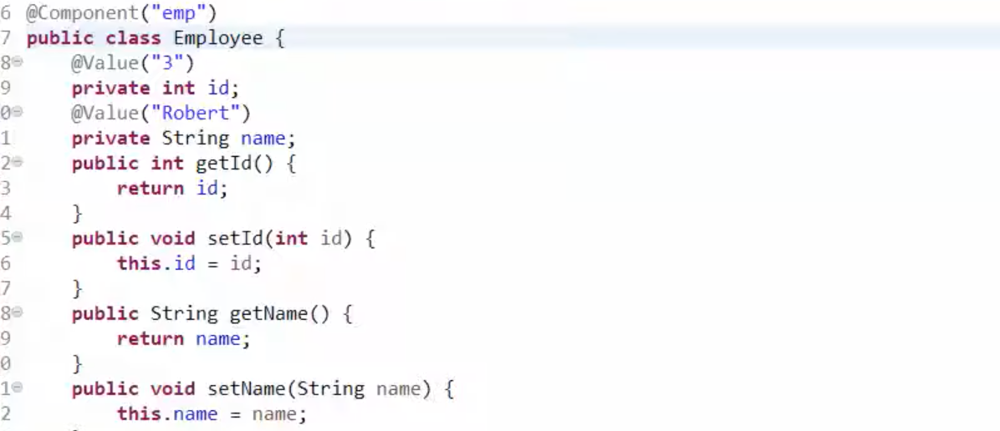 6 @Component("emp")
7 public class Employee {
8 @Value("3")
9 private int id;
0 @Value("Robert")
1 private String name;
2 public int getId() {
3 return id;
4 }
5 public void setId(int id) {
6 this.id = id;
7 }
8 public String getName() {
9 return name;
0 }
1 public void setName(String name) {
2 this.name = name;